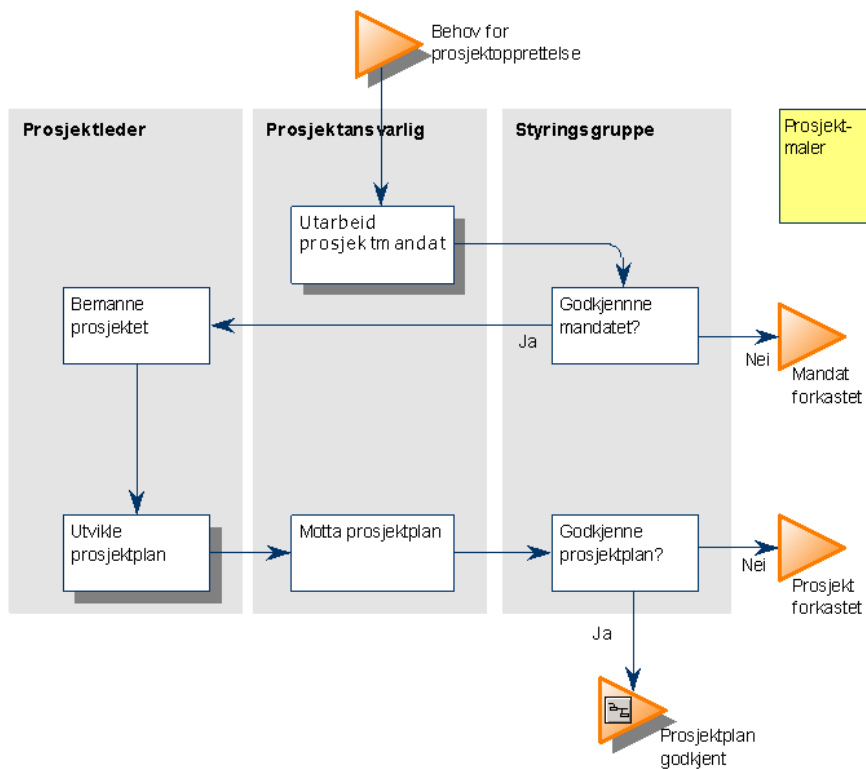 Behov for
prosjektopprettelse
Prosjektleder
Prosjektansvarlig
Styringsgruppe
Prosjekt-
maler
Utarbeid
prosjektmandat
Bemanne
prosjektet
Godkjennne
mandatet?
Ja
Nei
Mandat
forkastet
Utvikle
prosjektplan
Motta prosjektplan
Godkjenne
prosjektplan?
Nei
Prosjekt
forkastet
Ja
Prosjektplan
godkjent